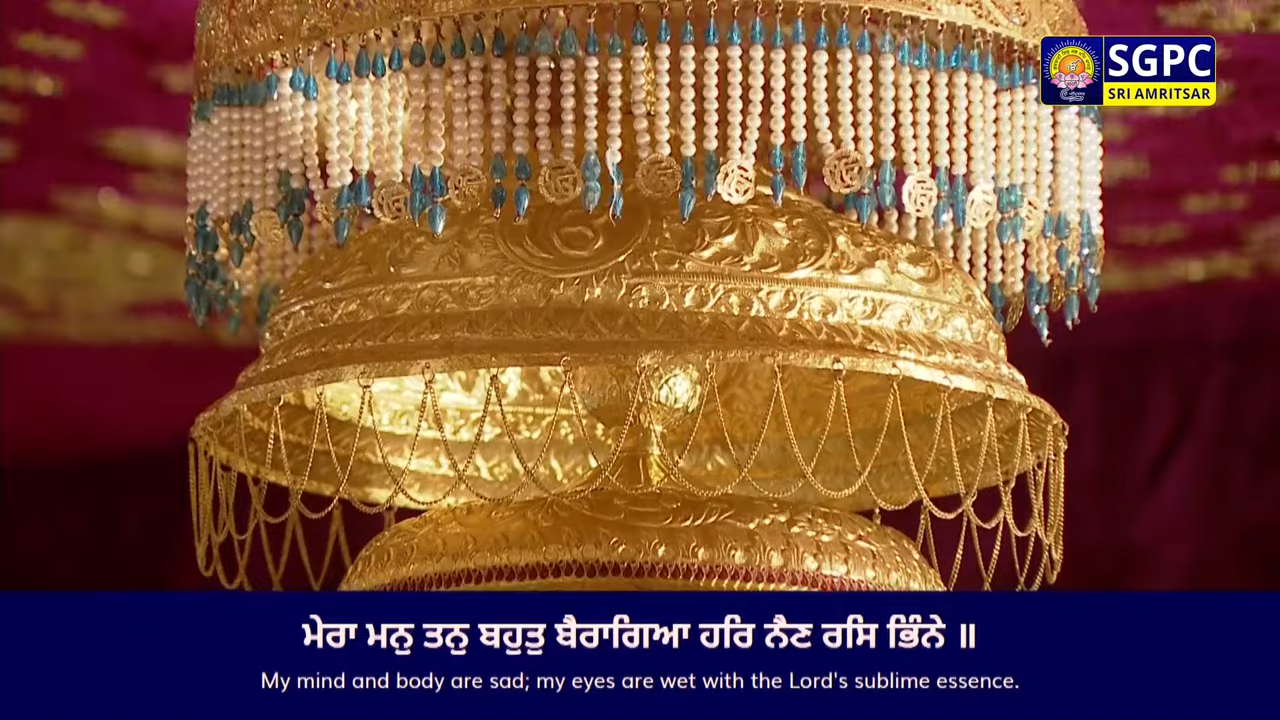 SGPC
SRI AMRITSAR
ਮੇਰਾ ਮਨੁ ਤਨੁ ਬਹੁਤੁ ਬੈਰਾਗਿਆ ਹਰਿ ਨੈਣ ਰਸਿ ਭਿੰਨੇ ॥
My mind and body are sad; my eyes are wet with the Lord's sublime essence.